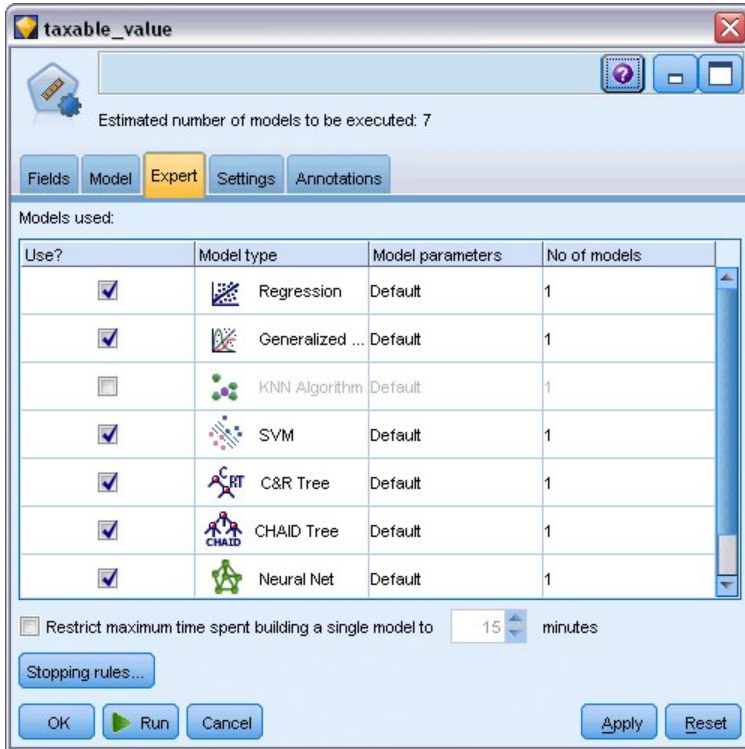 taxable_value
Estimated number of models to be executed: 7
Fields Model Expert Settings Annotations
Models used:
Use? Model type Model parameters No of models
Regression Default 1
Generalized ... Default 1
KNN Algorithm Default 1
SVM Default 1
C&R Tree Default 1
CHAID Tree Default 1
Neural Net Default 1
Restrict maximum time spent building a single model to 15 minutes
Stopping rules...
OK Run Cancel Apply Reset